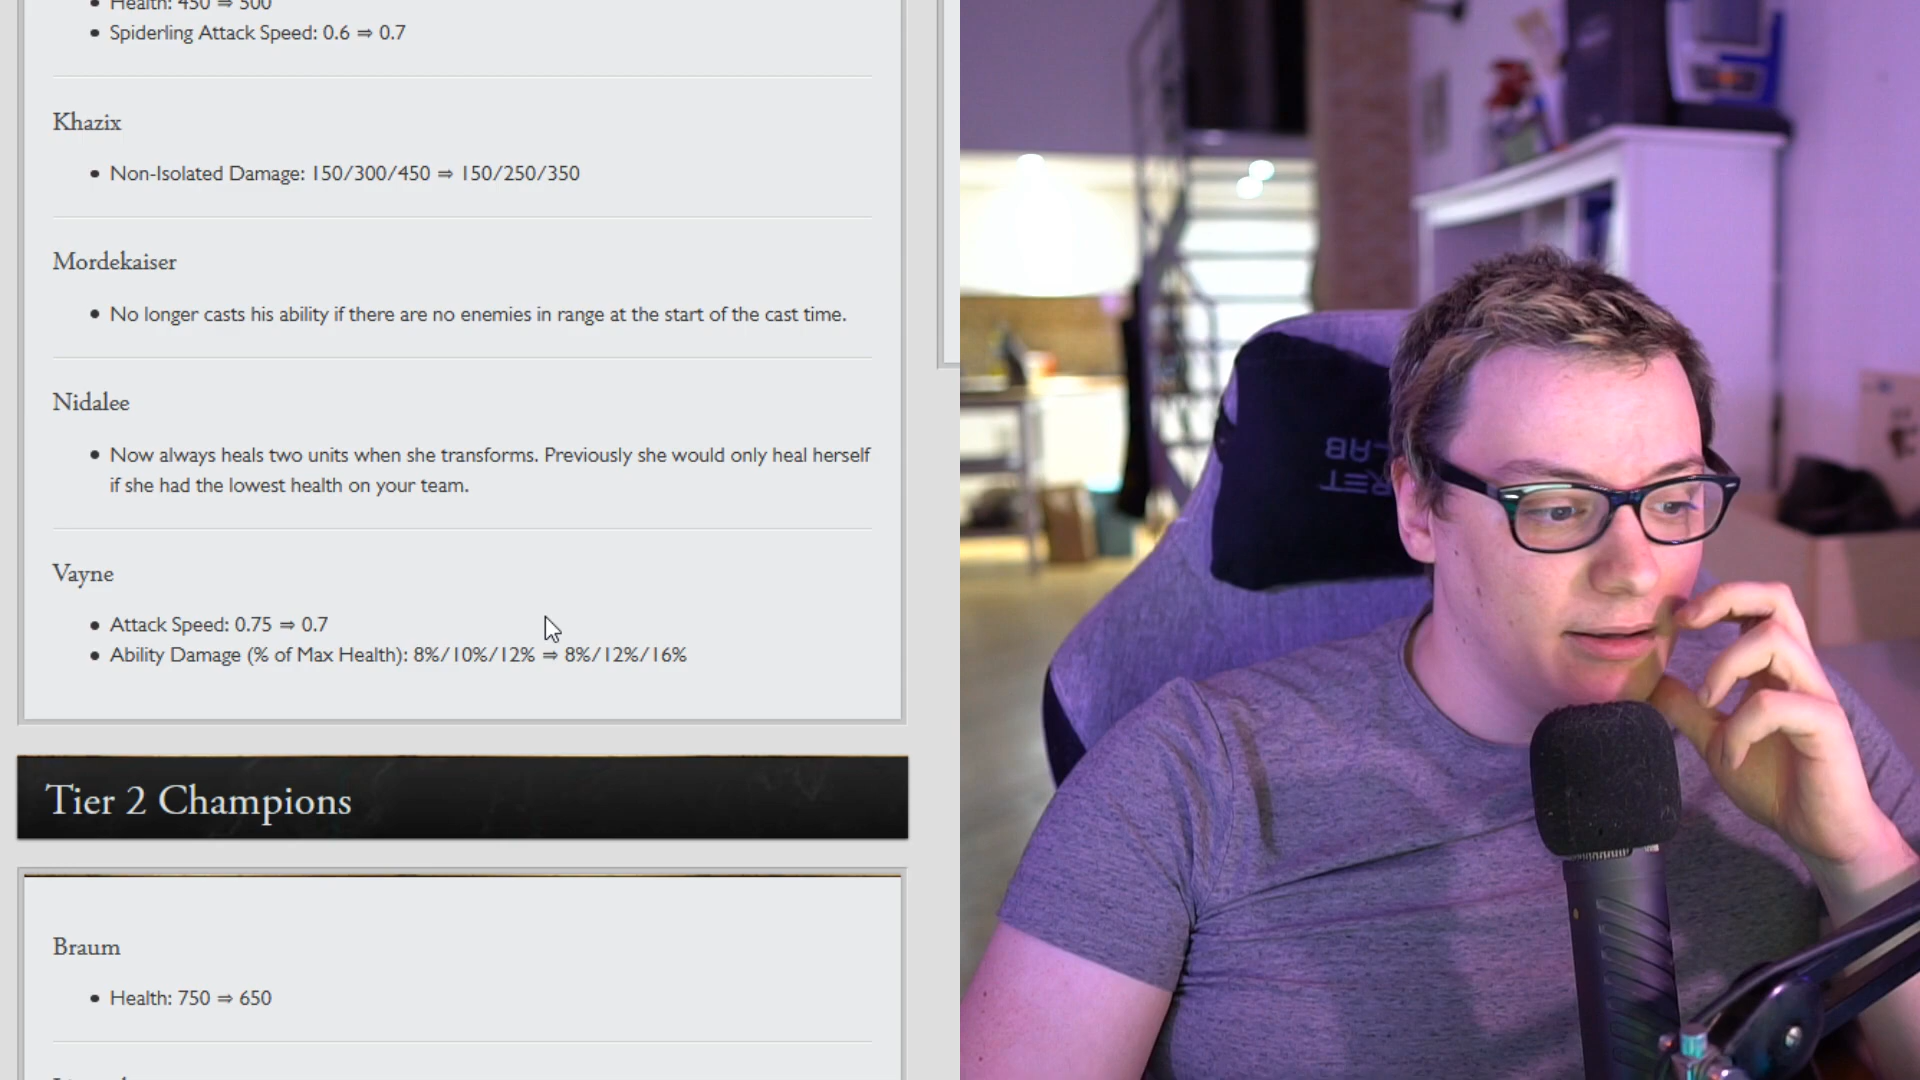 Health: 450 ⇒ 500
Spiderling Attack Speed: 0.6 ⇒ 0.7
Khazix
Non-Isolated Damage: 150/300/450 ⇒ 150/250/350
Mordekaiser
No longer casts his ability if there are no enemies in range at the start of the cast time.
Nidalee
Now always heals two units when she transforms. Previously she would only heal herself
if she had the lowest health on your team.
Vayne
Attack Speed: 0.75 ⇒ 0.7
Ability Damage (% of Max Health): 8%/10%/12% ⇒ 8%/12%/16%
Tier 2 Champions
Braum
Health: 750 ⇒ 650
LAB